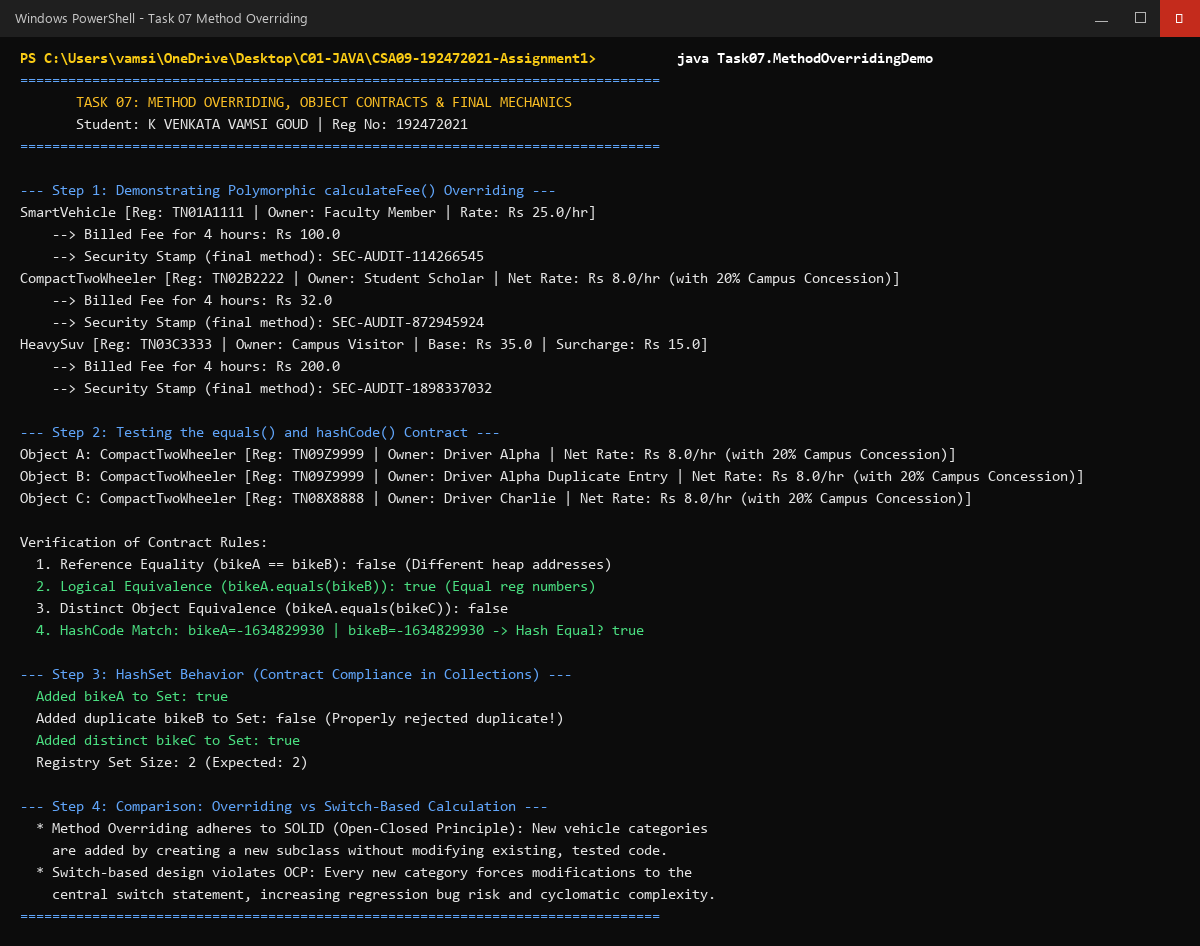 Windows PowerShell - Task 07 Method Overriding
PS C:\Users\vamsi\OneDrive\Desktop\C01-JAVA\CSA09-192472021-Assignment1> java Task07.MethodOverridingDemo
================================================================================
TASK 07: METHOD OVERRIDING, OBJECT CONTRACTS & FINAL MECHANICS
Student: K VENKATA VAMSI GOUD | Reg No: 192472021
================================================================================
--- Step 1: Demonstrating Polymorphic calculateFee() Overriding ---
SmartVehicle [Reg: TN01A1111 | Owner: Faculty Member | Rate: Rs 25.0/hr]
--> Billed Fee for 4 hours: Rs 100.0
--> Security Stamp (final method): SEC-AUDIT-114266545
CompactTwoWheeler [Reg: TN02B2222 | Owner: Student Scholar | Net Rate: Rs 8.0/hr (with 20% Campus Concession)]
--> Billed Fee for 4 hours: Rs 32.0
--> Security Stamp (final method): SEC-AUDIT-872945924
HeavySuv [Reg: TN03C3333 | Owner: Campus Visitor | Base: Rs 35.0 | Surcharge: Rs 15.0]
--> Billed Fee for 4 hours: Rs 200.0
--> Security Stamp (final method): SEC-AUDIT-1898337032
--- Step 2: Testing the equals() and hashCode() Contract ---
Object A: CompactTwoWheeler [Reg: TN09Z9999 | Owner: Driver Alpha | Net Rate: Rs 8.0/hr (with 20% Campus Concession)]
Object B: CompactTwoWheeler [Reg: TN09Z9999 | Owner: Driver Alpha Duplicate Entry | Net Rate: Rs 8.0/hr (with 20% Campus Concession)]
Object C: CompactTwoWheeler [Reg: TN08X8888 | Owner: Driver Charlie | Net Rate: Rs 8.0/hr (with 20% Campus Concession)]
Verification of Contract Rules:
1. Reference Equality (bikeA == bikeB): false (Different heap addresses)
2. Logical Equivalence (bikeA.equals(bikeB)): true (Equal reg numbers)
3. Distinct Object Equivalence (bikeA.equals(bikeC)): false
4. HashCode Match: bikeA=-1634829930 | bikeB=-1634829930 -> Hash Equal? true
--- Step 3: HashSet Behavior (Contract Compliance in Collections) ---
Added bikeA to Set: true
Added duplicate bikeB to Set: false (Properly rejected duplicate!)
Added distinct bikeC to Set: true
Registry Set Size: 2 (Expected: 2)
--- Step 4: Comparison: Overriding vs Switch-Based Calculation ---
* Method Overriding adheres to SOLID (Open-Closed Principle): New vehicle categories
are added by creating a new subclass without modifying existing, tested code.
* Switch-based design violates OCP: Every new category forces modifications to the
central switch statement, increasing regression bug risk and cyclomatic complexity.
================================================================================